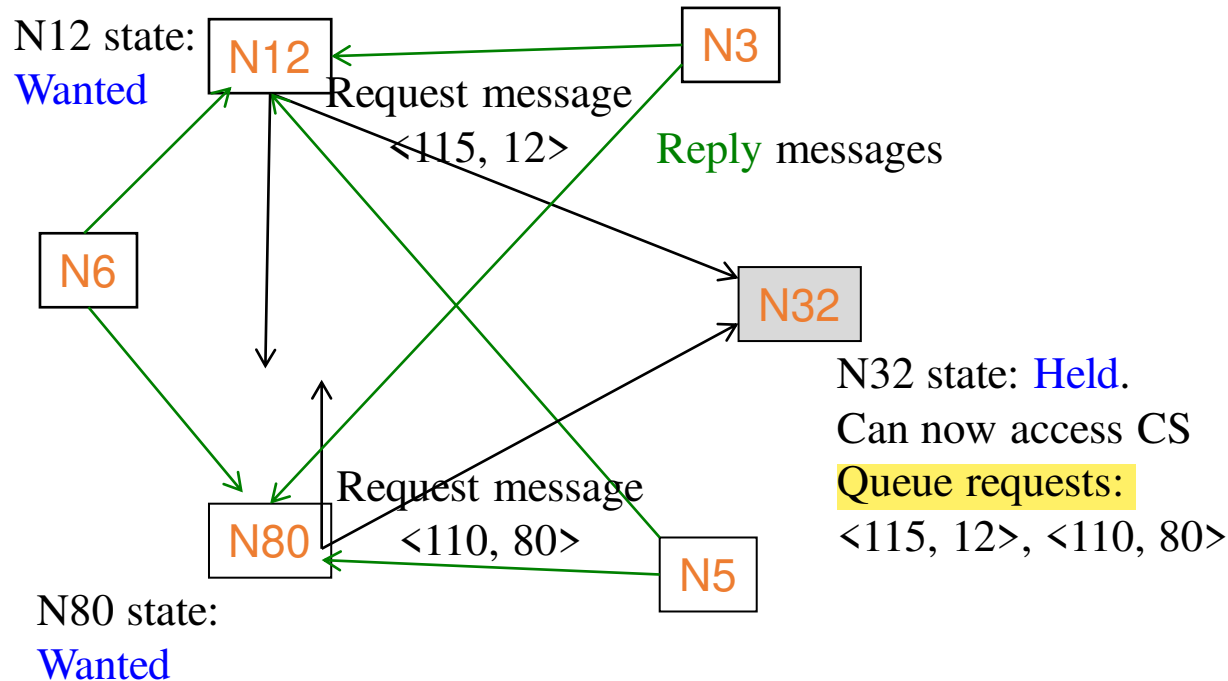 N12 state:
Wanted
N12
N3
Request message
<115, 12>
Reply messages
N6
N32
N32 state: Held.
Can now access CS
Queue requests:
<115, 12>, <110, 80>
Request message
<110, 80>
N80
N5
N80 state:
Wanted